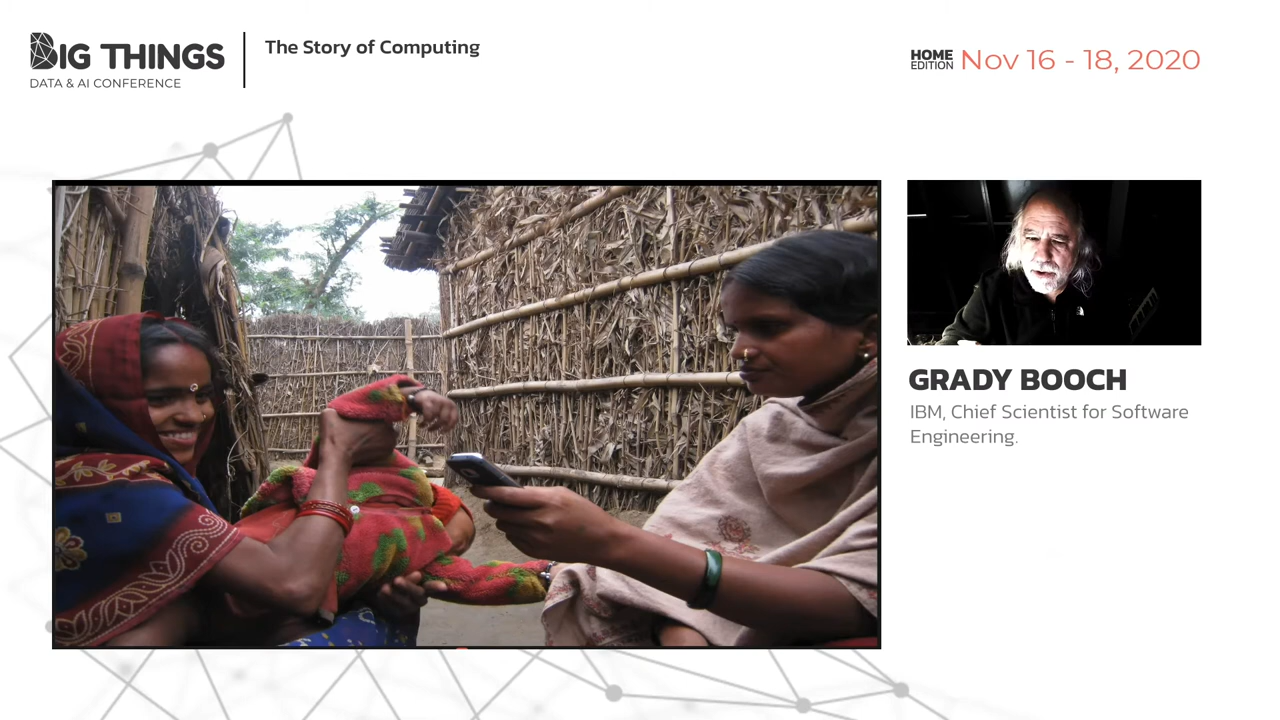 BIG THINGS
DATA & AI CONFERENCE
The Story of Computing
HOME
EDITION
Nov 16 - 18, 2020
GRADY BOOCH
IBM, Chief Scientist for Software
Engineering.